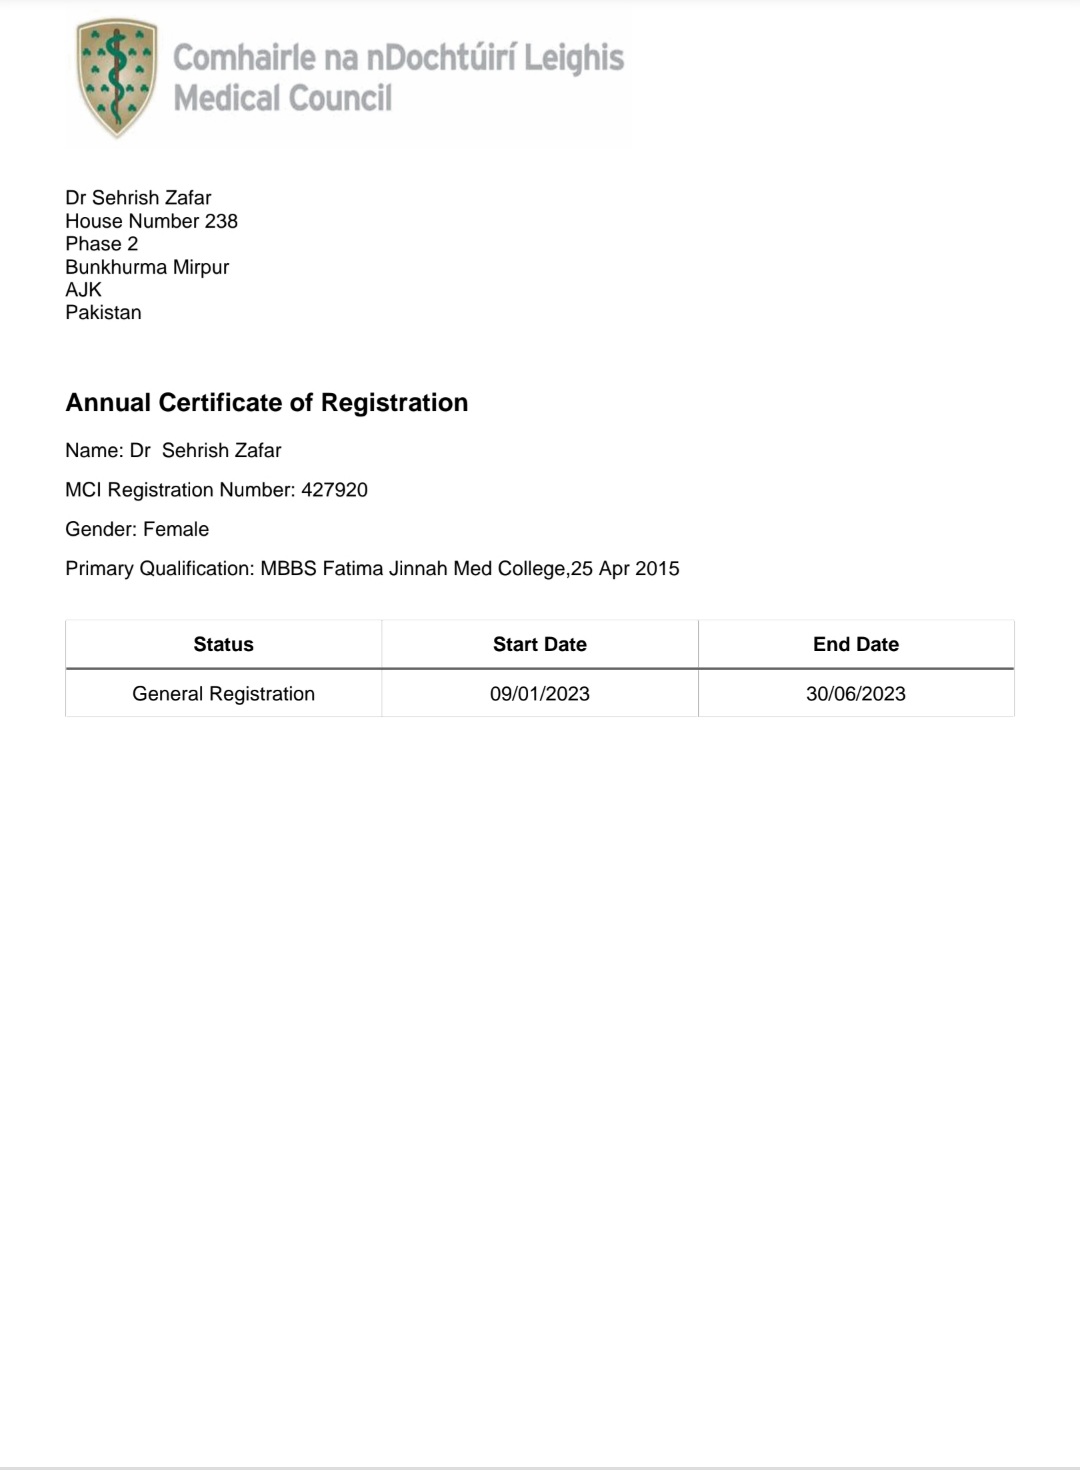 Comhairle na nDochtúirí Leighis
Medical Council
Dr Sehrish Zafar
House Number 238
Phase 2
Bunkhurma Mirpur
AJK
Pakistan
Annual Certificate of Registration
Name: Dr  Sehrish Zafar
MCI Registration Number: 427920
Gender: Female
Primary Qualification: MBBS Fatima Jinnah Med College,25 Apr 2015
Status Start Date End Date
General Registration 09/01/2023 30/06/2023